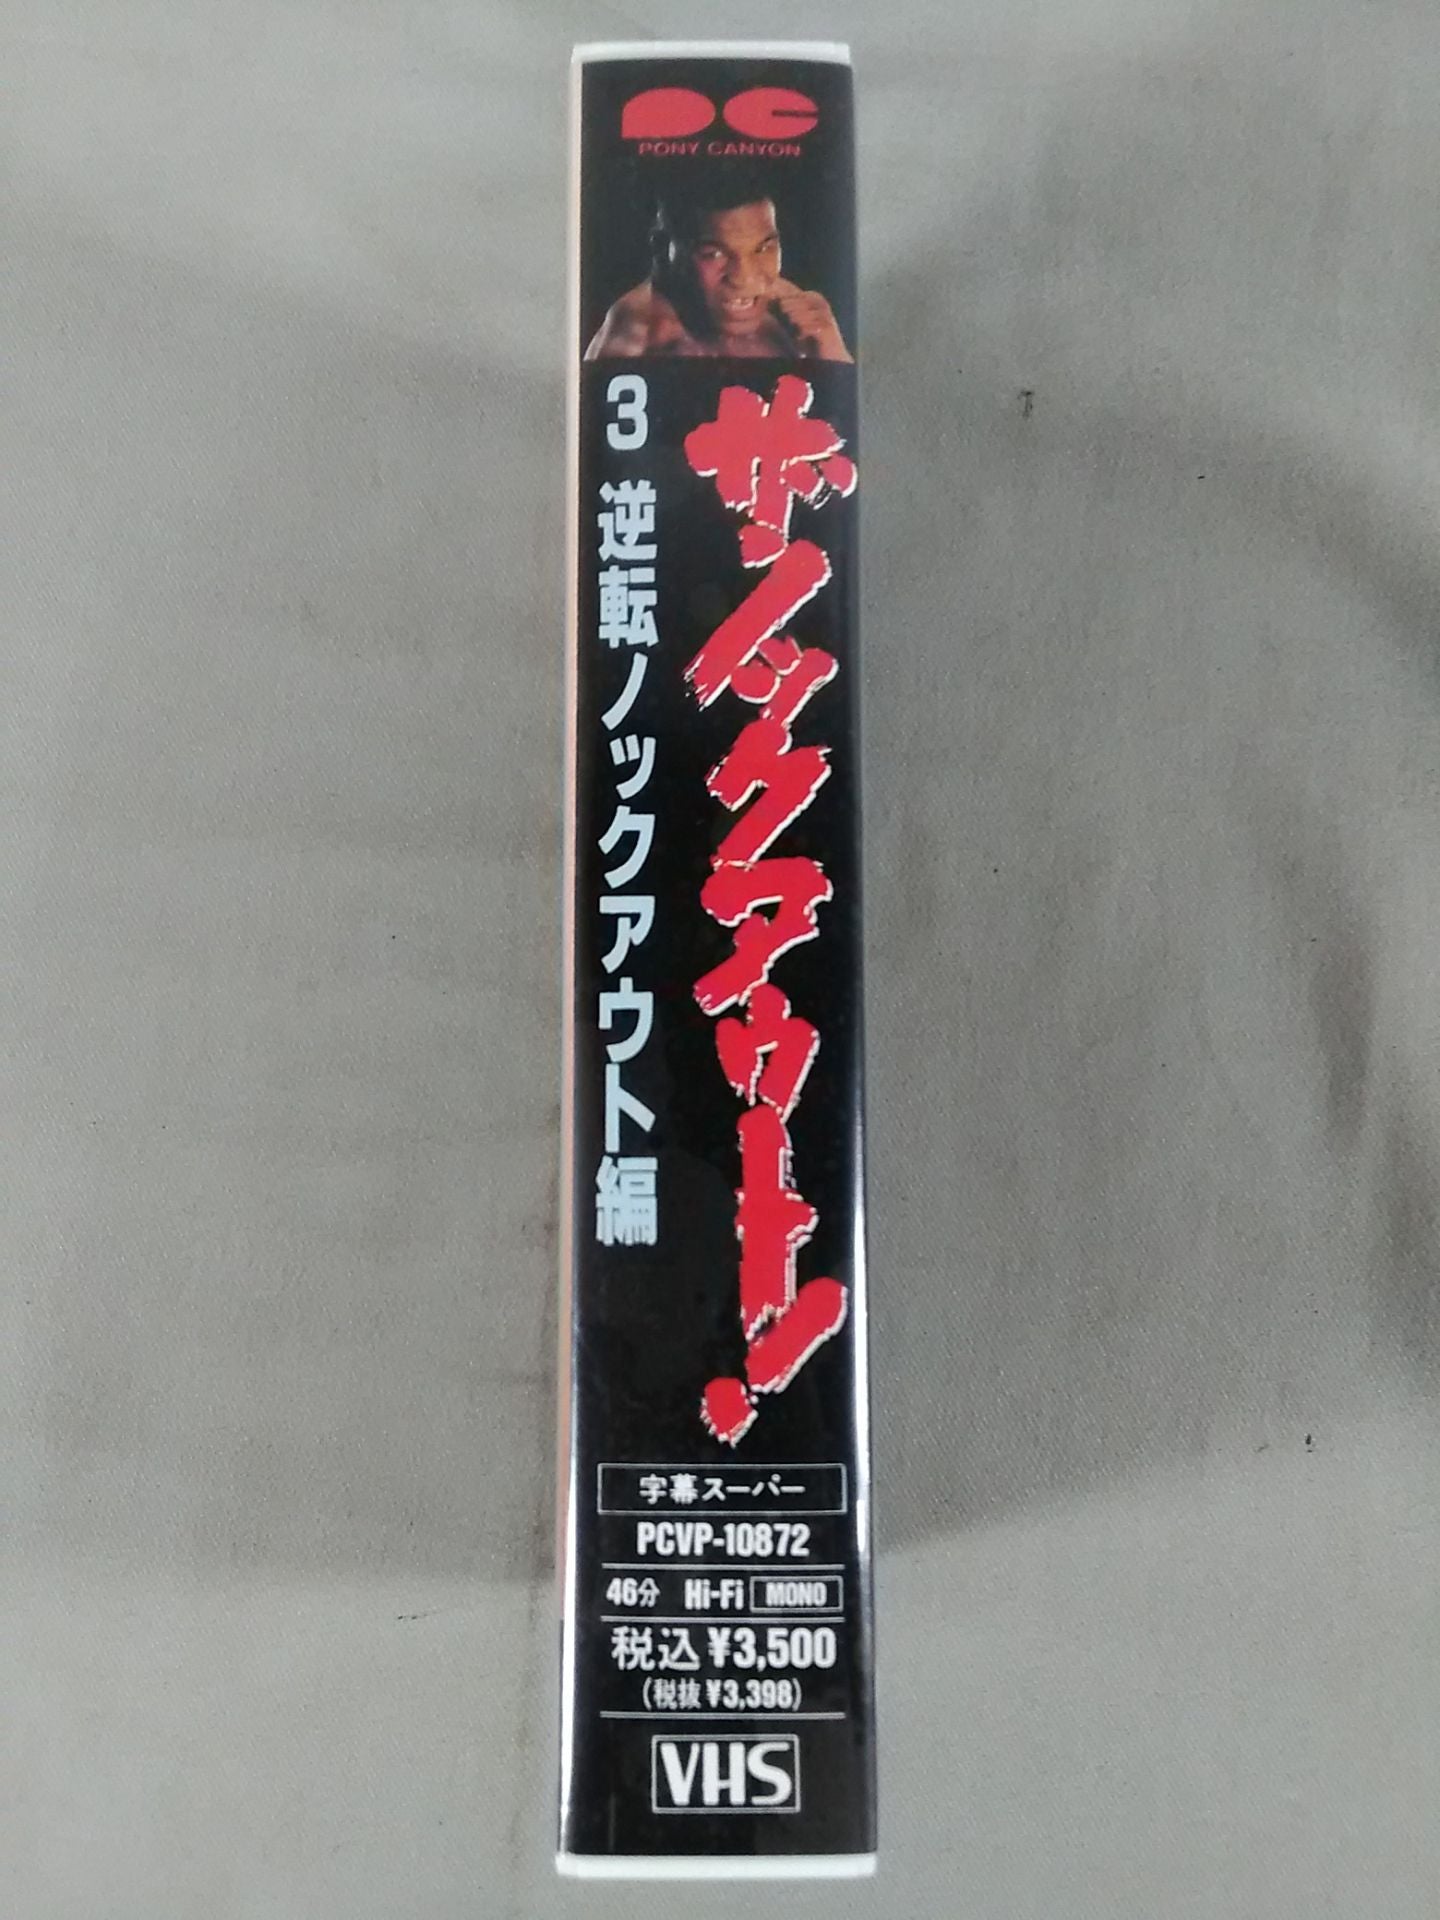 PONY CANYON
ザ・ノックアウト!
3 逆転ノックアウト編
字幕スーパー
PCVP-10872
46分 Hi-Fi MONO
税込¥3,500
(税抜¥3,398)
VHS